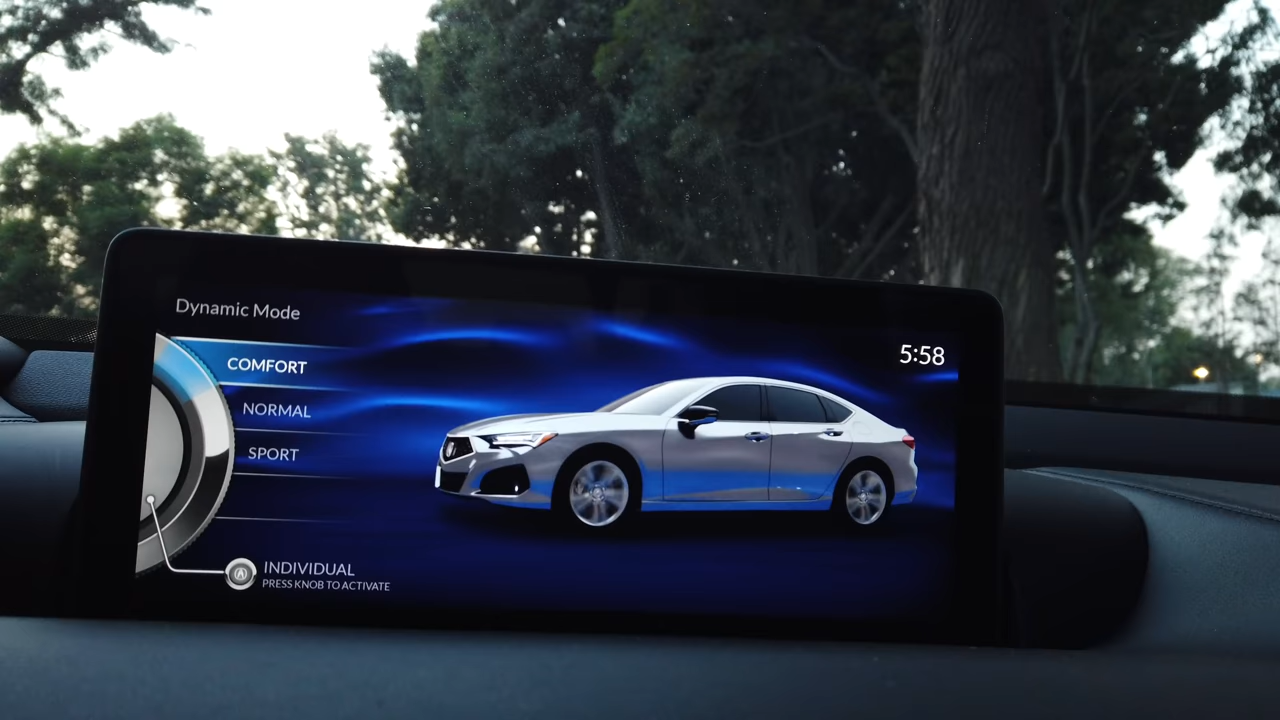 Dynamic Mode
5:58
COMFORT
NORMAL
SPORT
INDIVIDUAL
PRESS KNOB TO ACTIVATE